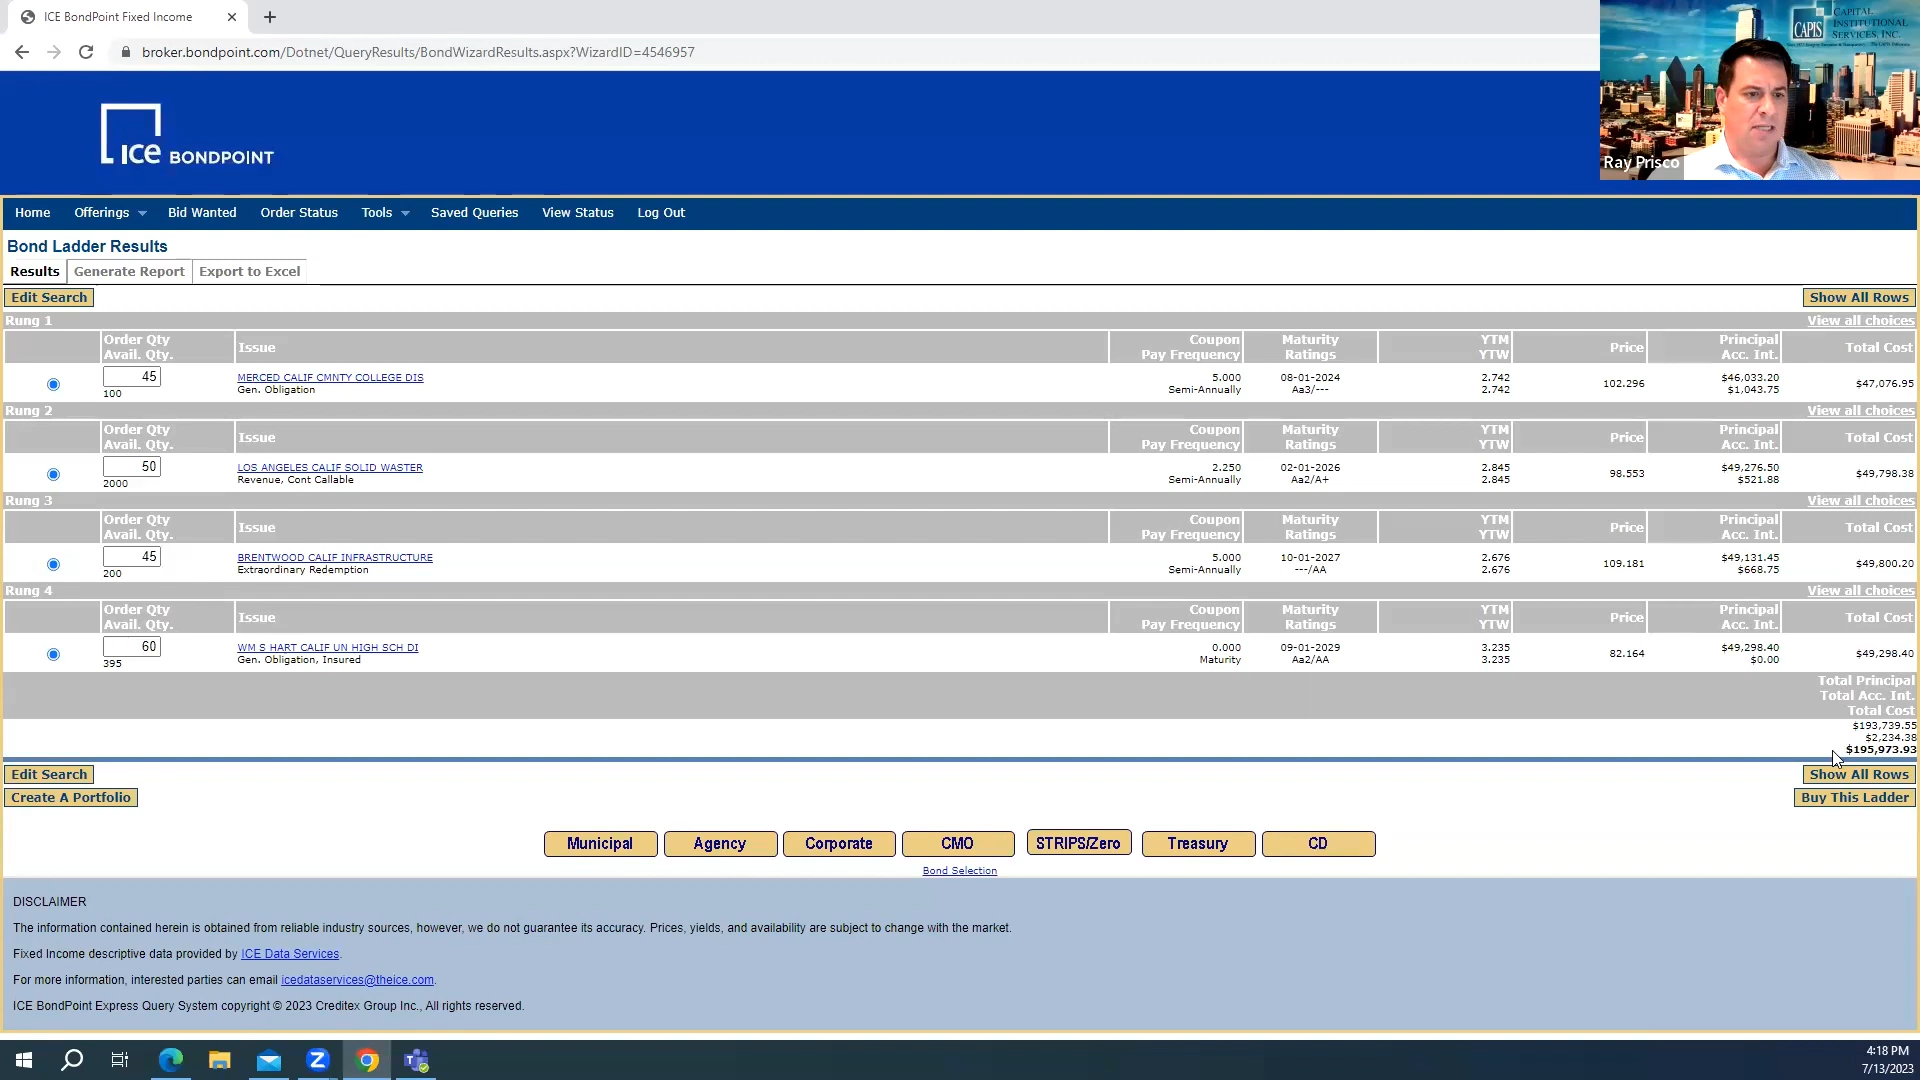 ICE BondPoint Fixed Income
broker.bondpoint.com/Dotnet/QueryResults/BondWizardResults.aspx?WizardID=4546957
CAPIS
CAPITAL
INSTITUTIONAL
SERVICES, INC.
Ray Prisco
ICE BONDPOINT
Home Offerings Bid Wanted Order Status Tools Saved Queries View Status Log Out
Bond Ladder Results
Results Generate Report Export to Excel
Edit Search Show All Rows
Rung 1 View all choices
Order Qty Issue Coupon Maturity YTM Price Principal Total Cost
Avail. Qty. Pay Frequency Ratings YTW Acc. Int.
45 MERCED CALIF CMNTY COLLEGE DIS 5.000 08-01-2024 2.742 102.296 $46,033.20 $47,076.95
100 Gen. Obligation Semi-Annually Aa3/--- 2.742 $1,043.75
Rung 2 View all choices
Order Qty Issue Coupon Maturity YTM Price Principal Total Cost
Avail. Qty. Pay Frequency Ratings YTW Acc. Int.
50 LOS ANGELES CALIF SOLID WASTER 2.250 02-01-2026 2.845 98.553 $49,276.50 $49,798.38
2000 Revenue, Cont Callable Semi-Annually Aa2/A+ 2.845 $521.88
Rung 3 View all choices
Order Qty Issue Coupon Maturity YTM Price Principal Total Cost
Avail. Qty. Pay Frequency Ratings YTW Acc. Int.
45 BRENTWOOD CALIF INFRASTRUCTURE 5.000 10-01-2027 2.676 109.181 $49,131.45 $49,800.20
200 Extraordinary Redemption Semi-Annually ---/AA 2.676 $668.75
Rung 4 View all choices
Order Qty Issue Coupon Maturity YTM Price Principal Total Cost
Avail. Qty. Pay Frequency Ratings YTW Acc. Int.
60 WM S HART CALIF UN HIGH SCH DI 0.000 09-01-2029 3.235 82.164 $49,298.40 $49,298.40
395 Gen. Obligation, Insured Maturity Aa2/AA 3.235 $0.00
Total Principal
Total Acc. Int.
Total Cost
$193,739.55
$2,234.38
$195,973.93
Edit Search Show All Rows
Create A Portfolio Buy This Ladder
Municipal Agency Corporate CMO STRIPS/Zero Treasury CD
Bond Selection
DISCLAIMER
The information contained herein is obtained from reliable industry sources, however, we do not guarantee its accuracy. Prices, yields, and availability are subject to change with the market.
Fixed Income descriptive data provided by ICE Data Services.
For more information, interested parties can email icedataservices@theice.com.
ICE BondPoint Express Query System copyright © 2023 Creditex Group Inc., All rights reserved.
4:18 PM
7/13/2023